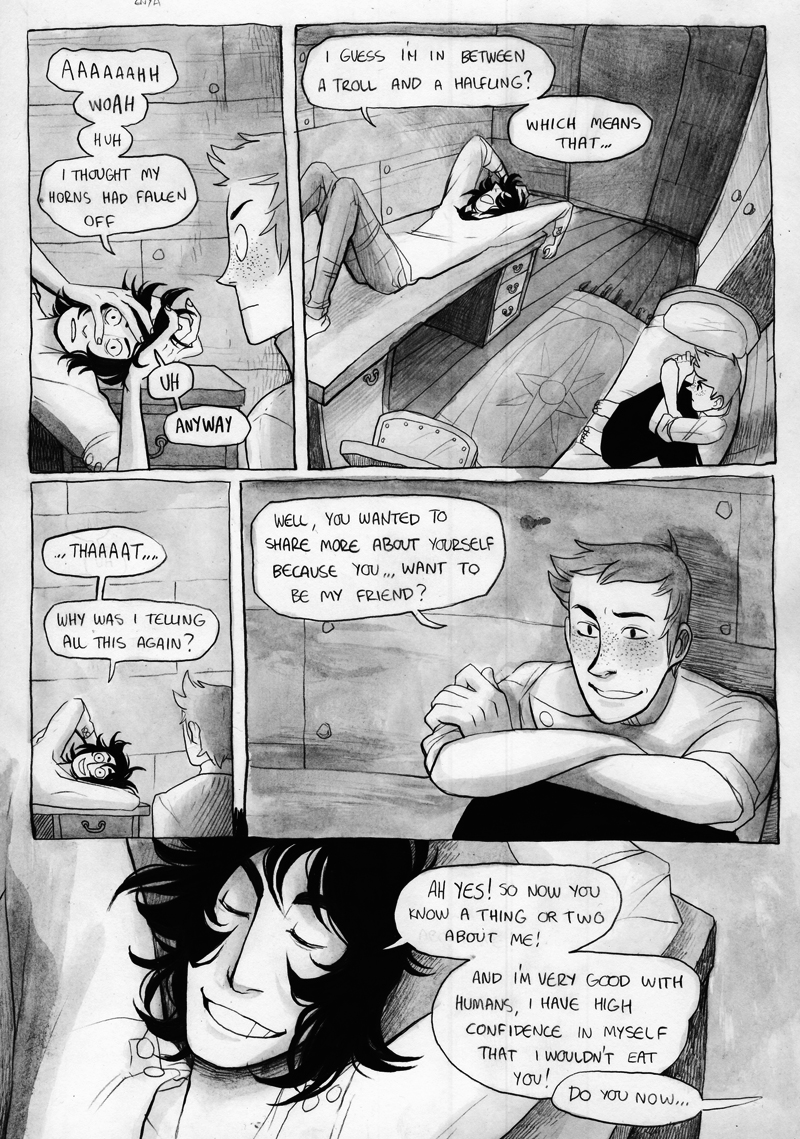 AAAAAAHH
WOAH
HUH
I THOUGHT MY
HORNS HAD FALLEN
OFF
UH
ANYWAY
I GUESS I'M IN BETWEEN
A TROLL AND A HALFLING?
WHICH MEANS
THAT...
...THAAAAT....
WHY WAS I TELLING
ALL THIS AGAIN?
WELL, YOU WANTED TO
SHARE MORE ABOUT YOURSELF
BECAUSE YOU... WANT TO
BE MY FRIEND?
AH YES! SO NOW YOU
KNOW A THING OR TWO
ABOUT ME!
AND I'M VERY GOOD WITH
HUMANS, I HAVE HIGH
CONFIDENCE IN MYSELF
THAT I WOULDN'T EAT
YOU!
DO YOU NOW...